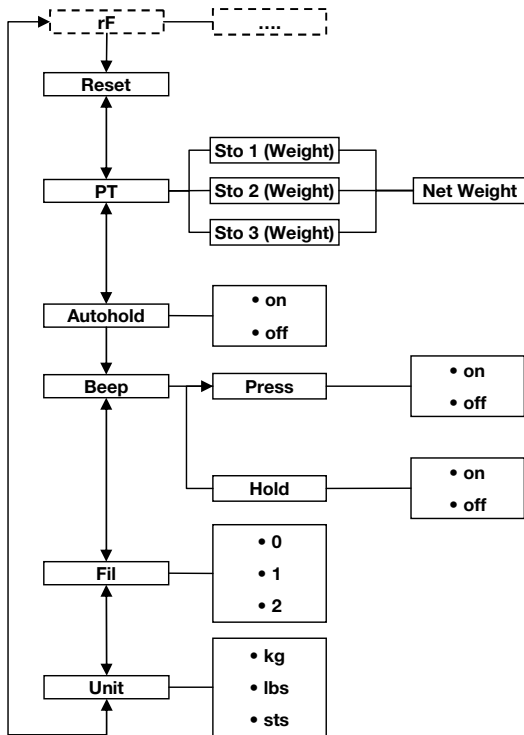 rF
....
Reset
Sto 1 (Weight)
PT
Sto 2 (Weight)
Net Weight
Sto 3 (Weight)
Autohold
• on
• off
Beep
Press
• on
• off
Hold
• on
• off
Fil
• 0
• 1
• 2
Unit
• kg
• lbs
• sts